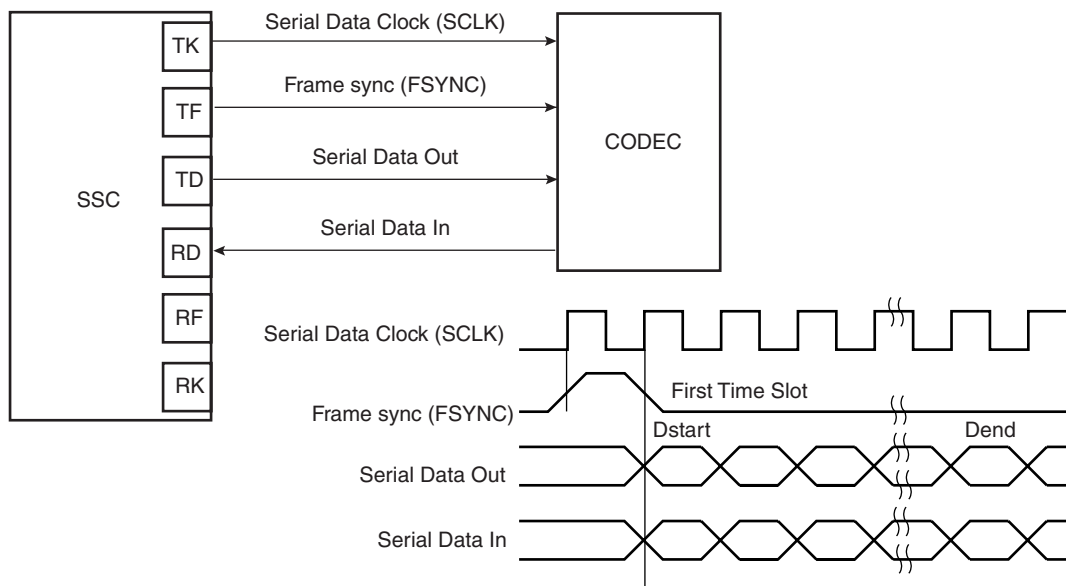 SSC
TK
TF
TD
RD
RF
RK
Serial Data Clock (SCLK)
Frame sync (FSYNC)
Serial Data Out
Serial Data In
CODEC
Serial Data Clock (SCLK)
Frame sync (FSYNC)
First Time Slot
Dstart
Dend
Serial Data Out
Serial Data In